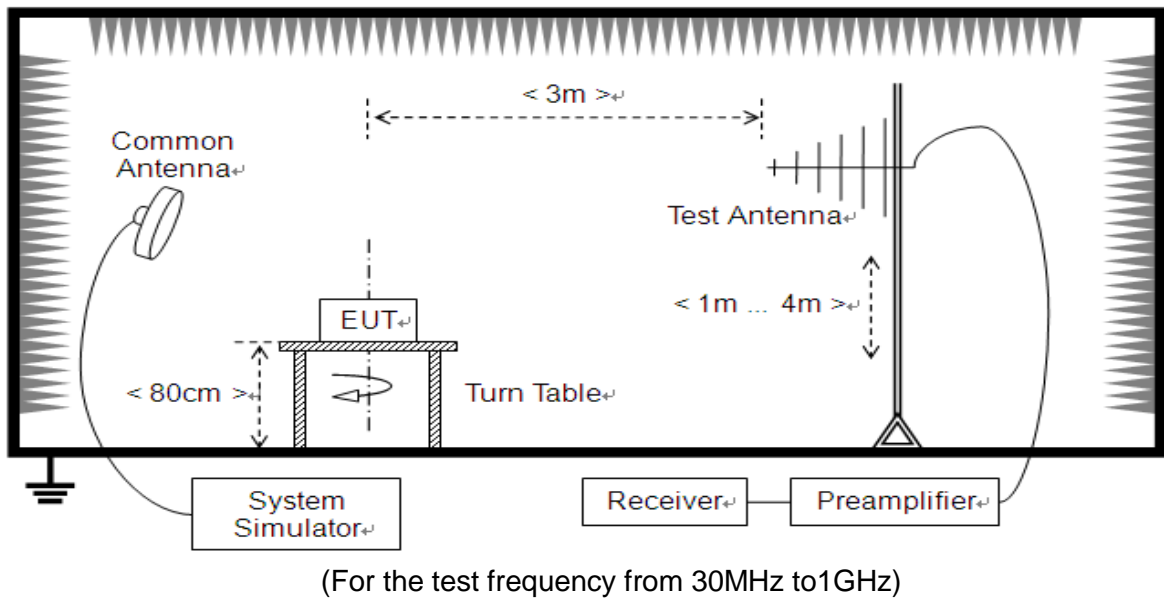 < 3m >↵
Common
Antenna↵
Test Antenna↵
< 1m ... 4m >↵
EUT↵
< 80cm >↵
Turn Table↵
System
Simulator↵
Receiver↵
Preamplifier↵
(For the test frequency from 30MHz to1GHz)